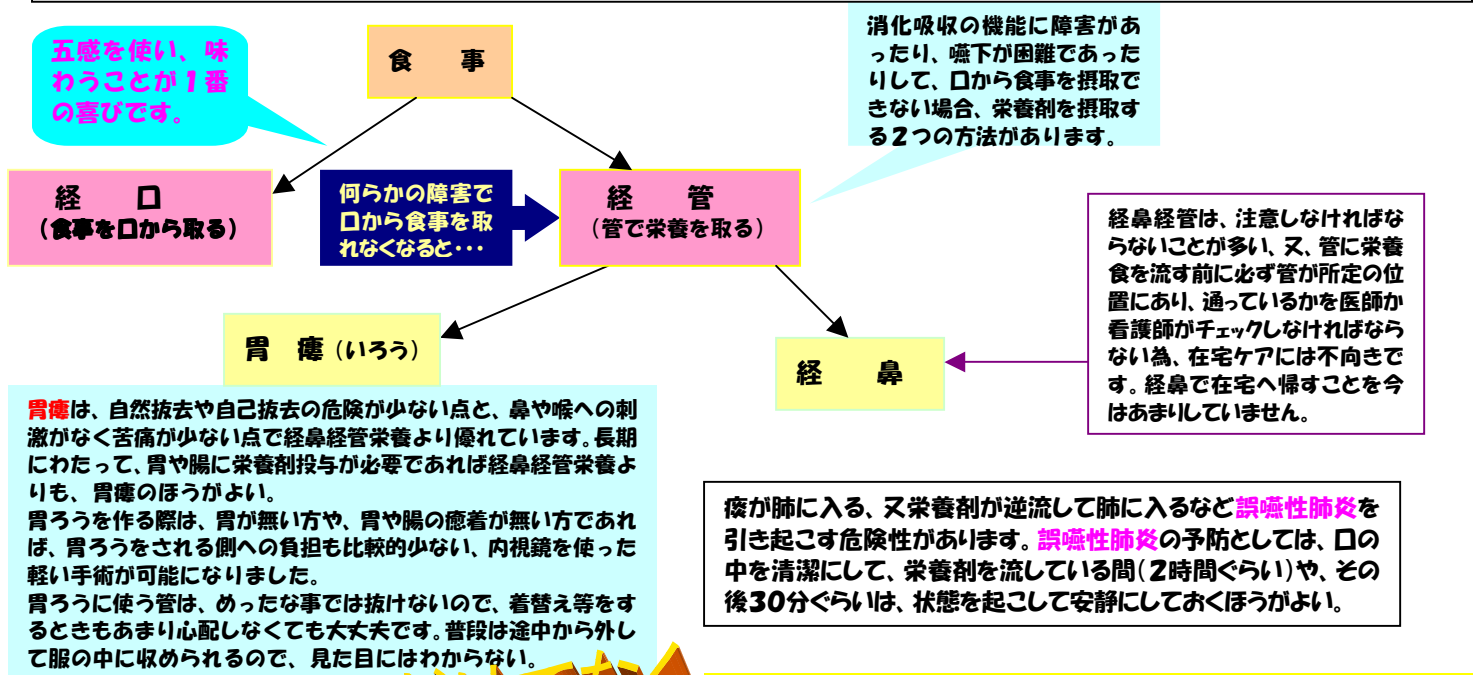 五感を使い、味
わうことが1番
の喜びです。
食 事
消化吸収の機能に障害があ
ったり、嚥下が困難であった
りして、口から食事を摂取で
きない場合、栄養剤を摂取す
る2つの方法があります。
経 口
(食事を口から取る)
何らかの障害で
口から食事を取
れなくなると・・・
経 管
(管で栄養を取る)
経鼻経管は、注意しなければな
らないことが多い、又、管に栄養
食を流す前に必ず管が所定の位
置にあり、通っているかを医師か
看護師がチェックしなければなら
ない為、在宅ケアには不向きで
す。経鼻で在宅へ帰すことを今
はあまりしていません。
胃 瘻 (いろう)
経 鼻
胃瘻は、自然抜去や自己抜去の危険が少ない点と、鼻や喉への刺
激がなく苦痛が少ない点で経鼻経管栄養より優れています。長期
にわたって、胃や腸に栄養剤投与が必要であれば経鼻経管栄養よ
りも、胃瘻のほうがよい。
胃ろうを作る際は、胃が無い方や、胃や腸の癒着が無い方であれ
ば、胃ろうをされる側への負担も比較的少ない、内視鏡を使った
軽い手術が可能になりました。
胃ろうに使う管は、めったな事では抜けないので、着替え等をす
るときもあまり心配しなくても大丈夫です。普段は途中から外し
て服の中に収められるので、見た目にはわからない。
痰が肺に入る、又栄養剤が逆流して肺に入るなど誤嚥性肺炎を
引き起こす危険性があります。誤嚥性肺炎の予防としては、口の
中を清潔にして、栄養剤を流している間(2時間ぐらい)や、その
後30分ぐらいは、状態を起こして安静にしておくほうがよい。